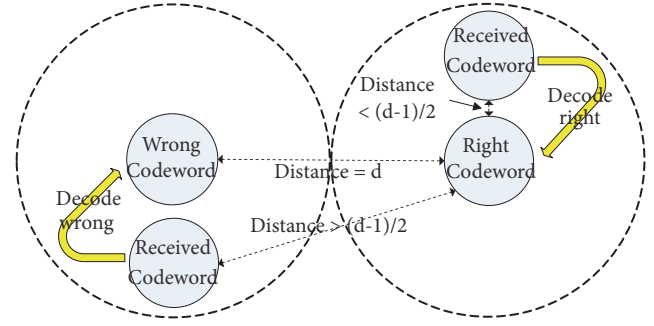 Received
Codeword
Distance
< (d-1)/2
Decode
right
Wrong
Codeword
Right
Codeword
Distance = d
Decode
wrong
Distance > (d-1)/2
Received
Codeword